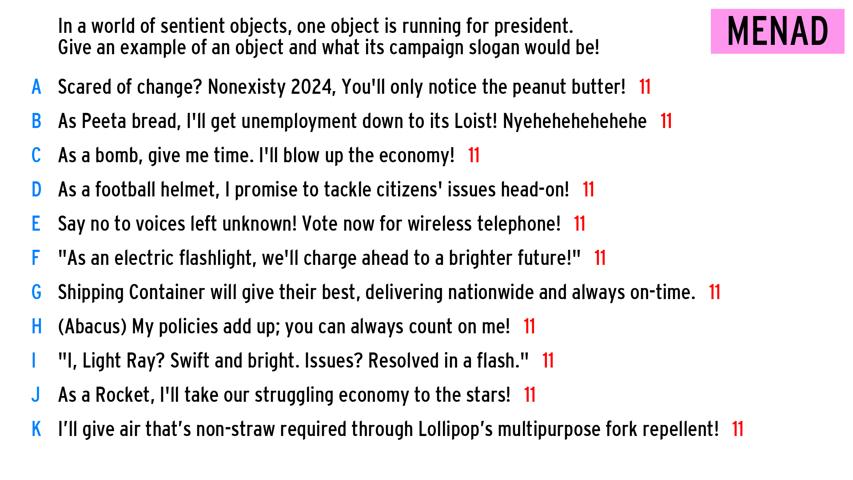 In a world of sentient objects, one object is running for president.
Give an example of an object and what its campaign slogan would be!
MENAD
A Scared of change? Nonexisty 2024, You'll only notice the peanut butter! 11
B As Peeta bread, I'll get unemployment down to its Loist! Nyehehehehehehe 11
C As a bomb, give me time. I'll blow up the economy! 11
D As a football helmet, I promise to tackle citizens' issues head-on! 11
E Say no to voices left unknown! Vote now for wireless telephone! 11
F "As an electric flashlight, we'll charge ahead to a brighter future!" 11
G Shipping Container will give their best, delivering nationwide and always on-time. 11
H (Abacus) My policies add up; you can always count on me! 11
I "I, Light Ray? Swift and bright. Issues? Resolved in a flash." 11
J As a Rocket, I'll take our struggling economy to the stars! 11
K I’ll give air that’s non-straw required through Lollipop’s multipurpose fork repellent! 11